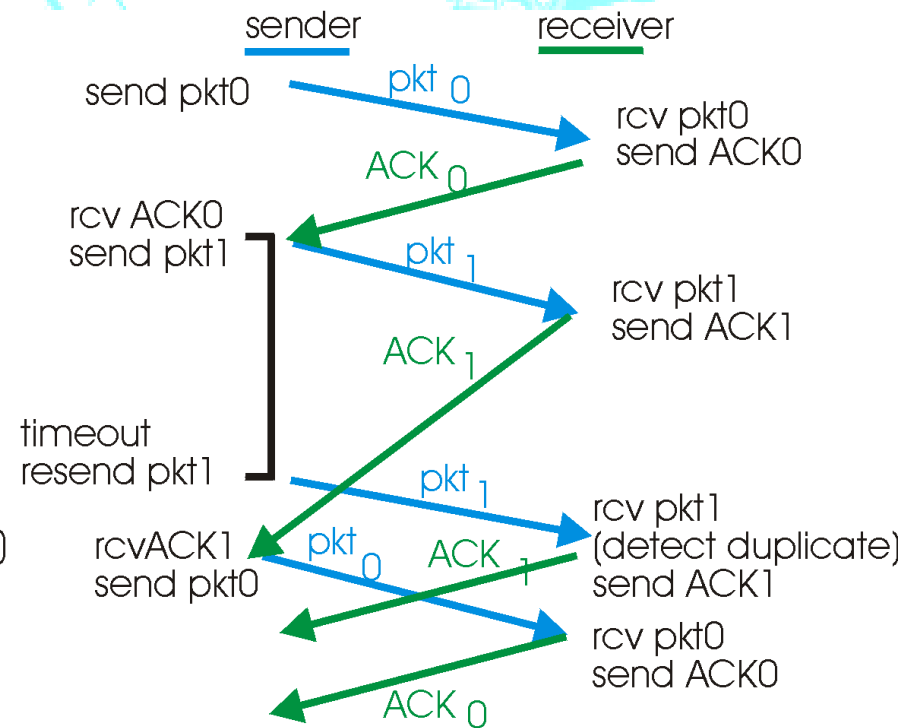 sender
receiver
send pkt0
pkt 0
rcv pkt0
send ACK0
ACK 0
rcv ACK0
send pkt1
pkt 1
rcv pkt1
send ACK1
ACK 1
timeout
resend pkt1
pkt 1
rcv pkt1
(detect duplicate)
send ACK1
rcvACK1
send pkt0
pkt 0
ACK 1
rcv pkt0
send ACK0
ACK 0
)